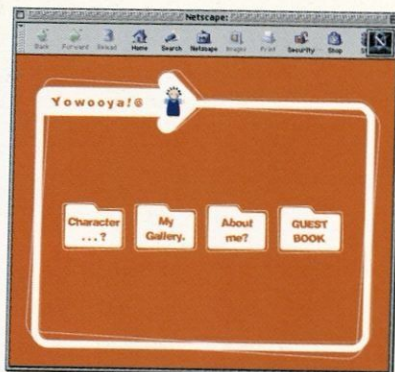 Netscape:
Back Forward Reload Home Search Netscape Images Print Security Shop
Yowooya!@
Character
...?
My
Gallery.
About
me?
GUEST
BOOK